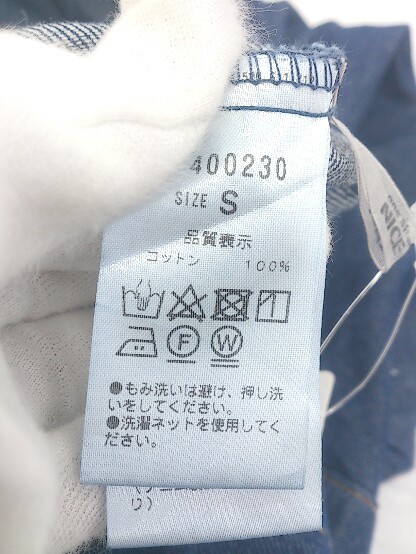 400230
SIZE S
品質表示
コットン 100%
F W
●もみ洗いは避け、押し洗
いをしてください。
●洗濯ネットを使用してく
ださい。
り）
NICE